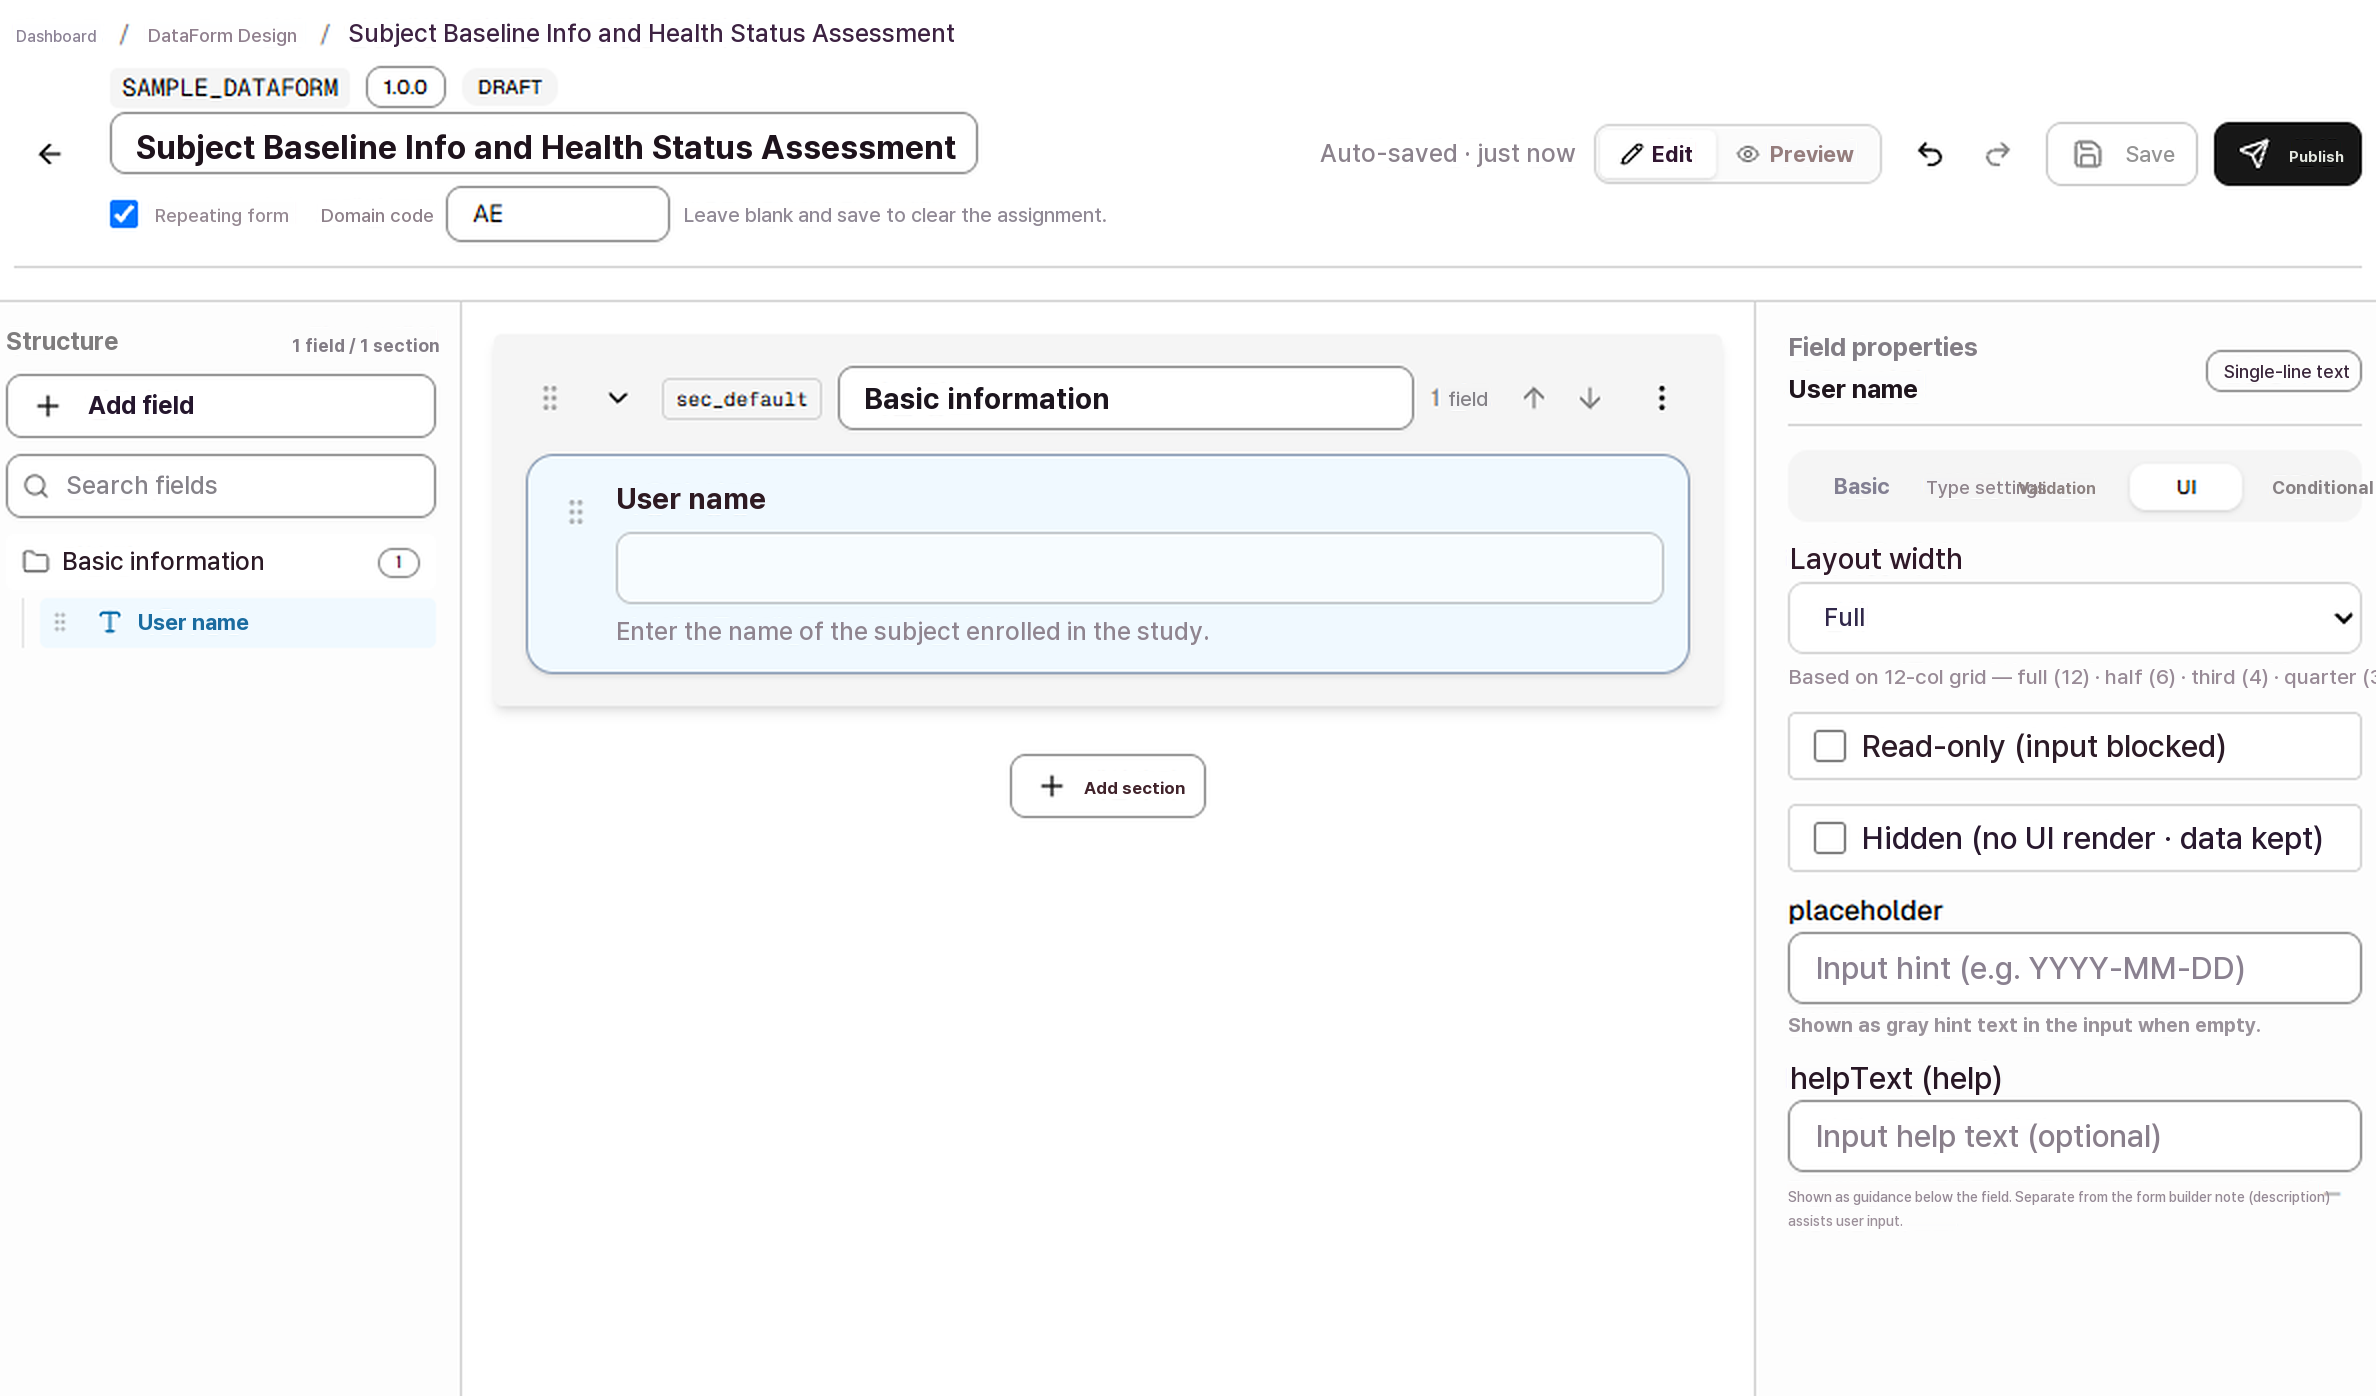 Dashboard / DataForm Design / Subject Baseline Info and Health Status Assessment
SAMPLE_DATAFORM 1.0.0 DRAFT
Subject Baseline Info and Health Status Assessment
Auto-saved · just now Edit Preview Save Publish
Repeating form Domain code AE Leave blank and save to clear the assignment.
Structure 1 field / 1 section
Add field
Search fields
Basic information 1
User name
sec_default Basic information 1 field
User name
Enter the name of the subject enrolled in the study.
Add section
Field properties
User name
Single-line text
Basic Type settings Validation UI Conditional
Layout width
Full
Based on 12-col grid — full (12) · half (6) · third (4) · quarter (3
Read-only (input blocked)
Hidden (no UI render · data kept)
placeholder
Input hint (e.g. YYYY-MM-DD)
Shown as gray hint text in the input when empty.
helpText (help)
Input help text (optional)
Shown as guidance below the field. Separate from the form builder note (description)
assists user input.